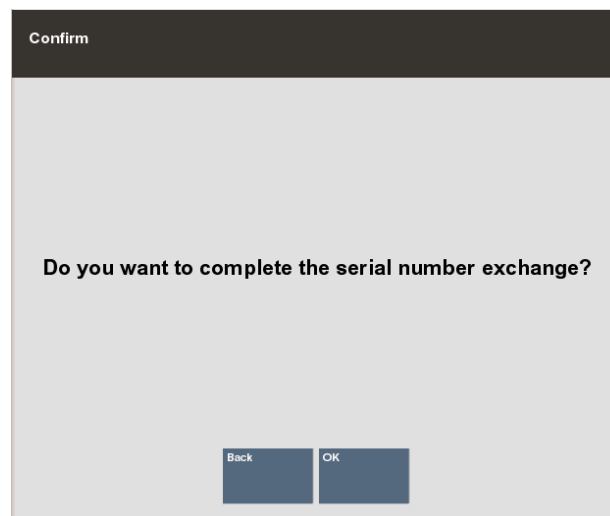 Confirm
Do you want to complete the serial number exchange?
Back
OK